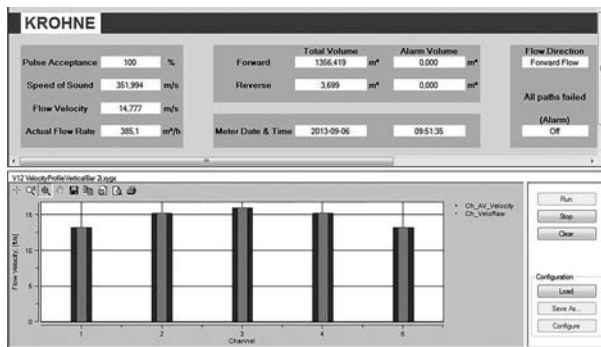 KROHNE
Total Volume Alarm Volume Flow Direction
Pulse Acceptance 100 % Forward 1356,419 m³ 0,000 m³ Forward Flow
Speed of Sound 351,994 m/s Reverse 3,699 m³ 0,000 m³
All paths failed
Flow Velocity 14,777 m/s
(Alarm)
Actual Flow Rate 385,1 m³/h Meter Date & Time 2013-09-06 09:51:35 Off
V12 VelocityProfileVerticalBar 2i.xygx
Ch_AV_Velocity
Ch_VeloRaw
Run
Stop
Clear
15
10
5
0
Flow Velocity, [ft/s]
1 2 3 4 5
Channel
Configuration
Load
Save As...
Configure